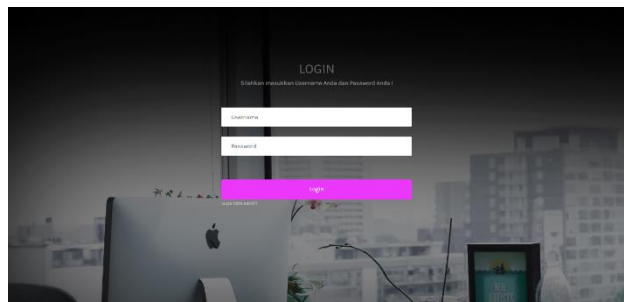 LOGIN
Silahkan masukkan Username Anda dan Password Anda !
Username
Password
Login